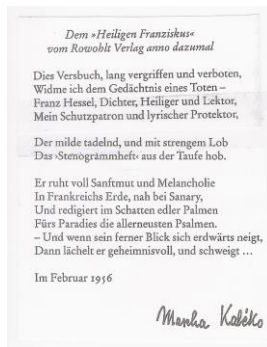 Dem »Heiligen Franziskus«
vom Rowohlt Verlag anno dazumal
Dies Versbuch, lang vergriffen und verboten,
Widme ich dem Gedächtnis eines Toten –
Franz Hessel, Dichter, Heiliger und Lektor,
Mein Schutzpatron und lyrischer Protektor,
Der milde tadelnd, und mit strengem Lob
Das ›Stenogrammheft‹ aus der Taufe hob.
Er ruht voll Sanftmut und Melancholie
In Frankreichs Erde, nah bei Sanary,
Und redigiert im Schatten edler Palmen
Fürs Paradies die allerneusten Psalmen.
– Und wenn sein ferner Blick sich erdwärts neigt,
Dann lächelt er geheimnisvoll, und schweigt ...
Im Februar 1956
Mascha Kaléko